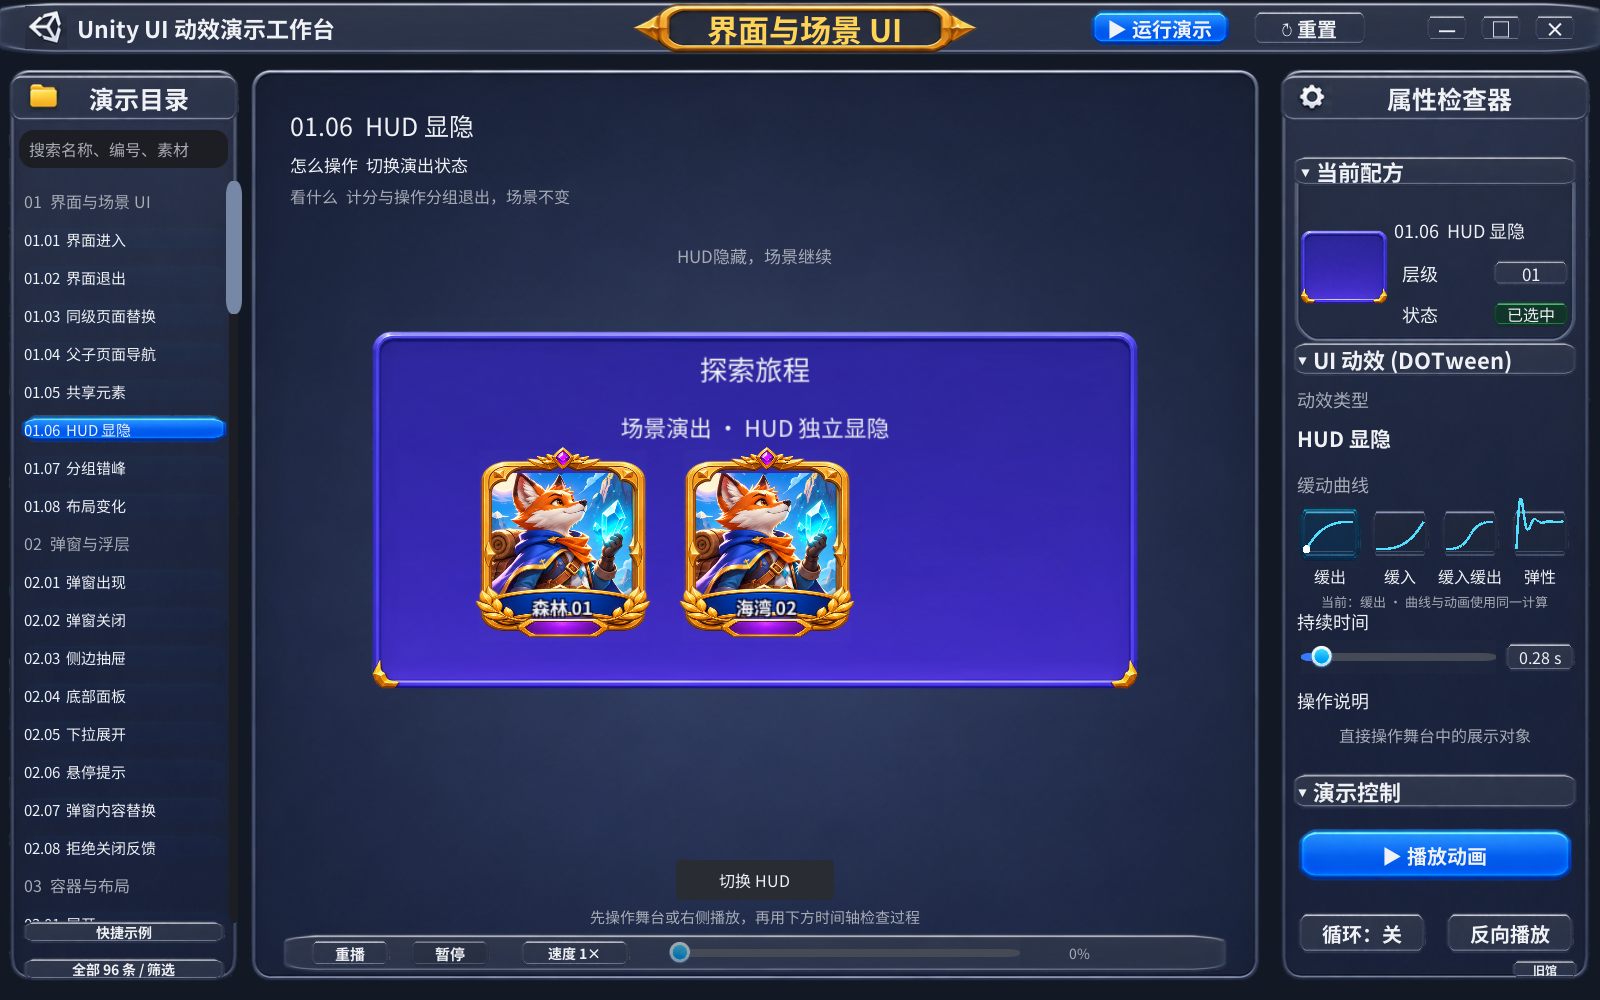 Unity UI 动效演示工作台
界面与场景 UI
▶ 运行演示
↻ 重置
演示目录
搜索名称、编号、素材
01 界面与场景 UI
01.01 界面进入
01.02 界面退出
01.03 同级页面替换
01.04 父子页面导航
01.05 共享元素
01.06 HUD 显隐
01.07 分组错峰
01.08 布局变化
02 弹窗与浮层
02.01 弹窗出现
02.02 弹窗关闭
02.03 侧边抽屉
02.04 底部面板
02.05 下拉展开
02.06 悬停提示
02.07 弹窗内容替换
02.08 拒绝关闭反馈
03 容器与布局
快捷示例
全部 96 条 / 筛选
01.06 HUD 显隐
怎么操作 切换演出状态
看什么 计分与操作分组退出，场景不变
HUD隐藏，场景继续
探索旅程
场景演出 · HUD 独立显隐
森林.01
海湾.02
切换 HUD
先操作舞台或右侧播放，再用下方时间轴检查过程
重播
暂停
速度 1×
0%
属性检查器
▾ 当前配方
01.06 HUD 显隐
层级
01
状态
已选中
▾ UI 动效 (DOTween)
动效类型
HUD 显隐
缓动曲线
缓出
缓入
缓入缓出
弹性
当前：缓出 · 曲线与动画使用同一计算
持续时间
0.28 s
操作说明
直接操作舞台中的展示对象
▾ 演示控制
▶ 播放动画
循环：关
反向播放
旧馆